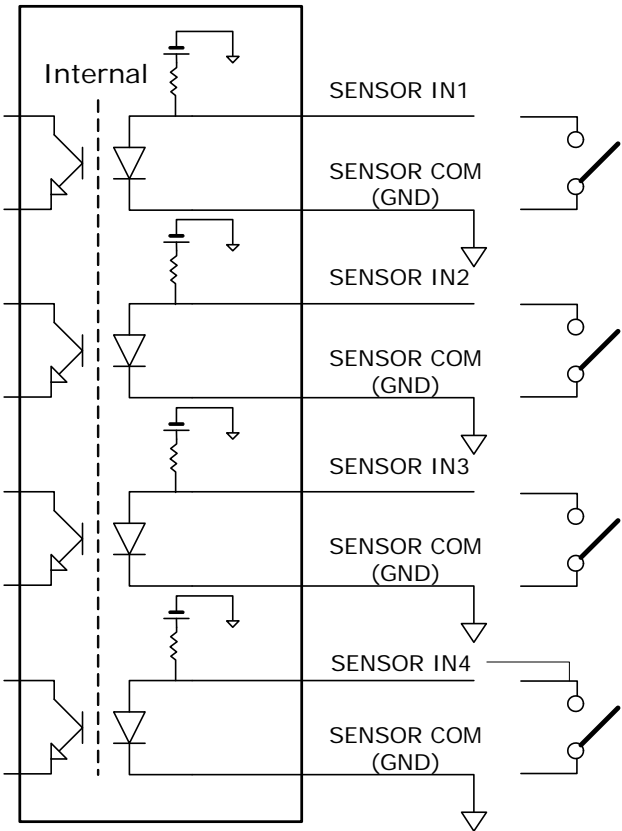 Internal
SENSOR IN1
SENSOR COM
(GND)
SENSOR IN2
SENSOR COM
(GND)
SENSOR IN3
SENSOR COM
(GND)
SENSOR IN4
SENSOR COM
(GND)